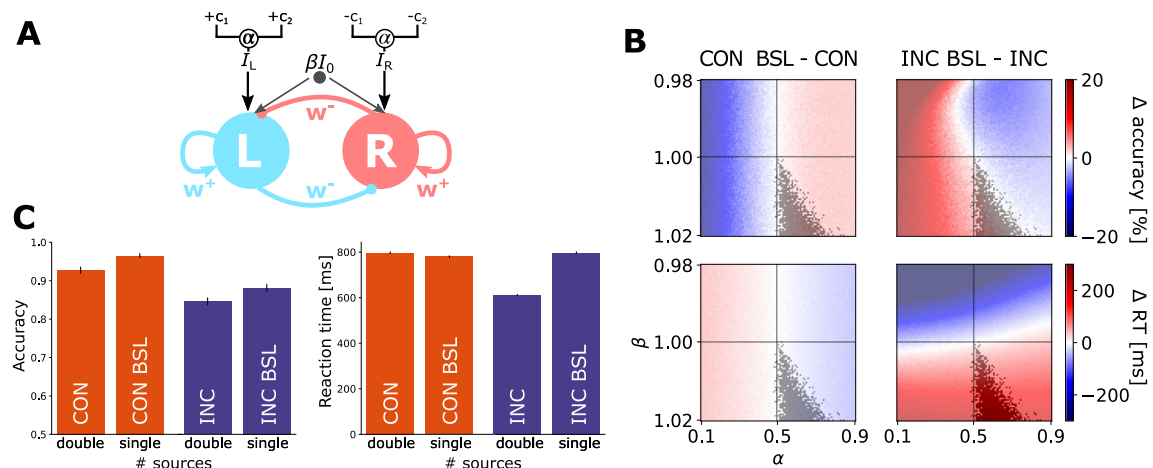 A
+c₁ +c₂ -c₁ -c₂
α α
I_L βI₀ I_R
w⁻
L R
w⁺ w⁻ w⁺
B
CON BSL - CON INC BSL - INC
0.98
1.00
1.02
20
0
−20
Δ accuracy [%]
0.98
1.00
1.02
β
0.1 0.5 0.9 0.1 0.5 0.9
α
200
0
−200
Δ RT [ms]
C
1.0
0.9
0.8
0.7
0.6
0.5
Accuracy
CON
CON BSL
INC
INC BSL
double single double single
# sources
800
600
400
200
0
Reaction time [ms]
CON
CON BSL
INC
INC BSL
double single double single
# sources